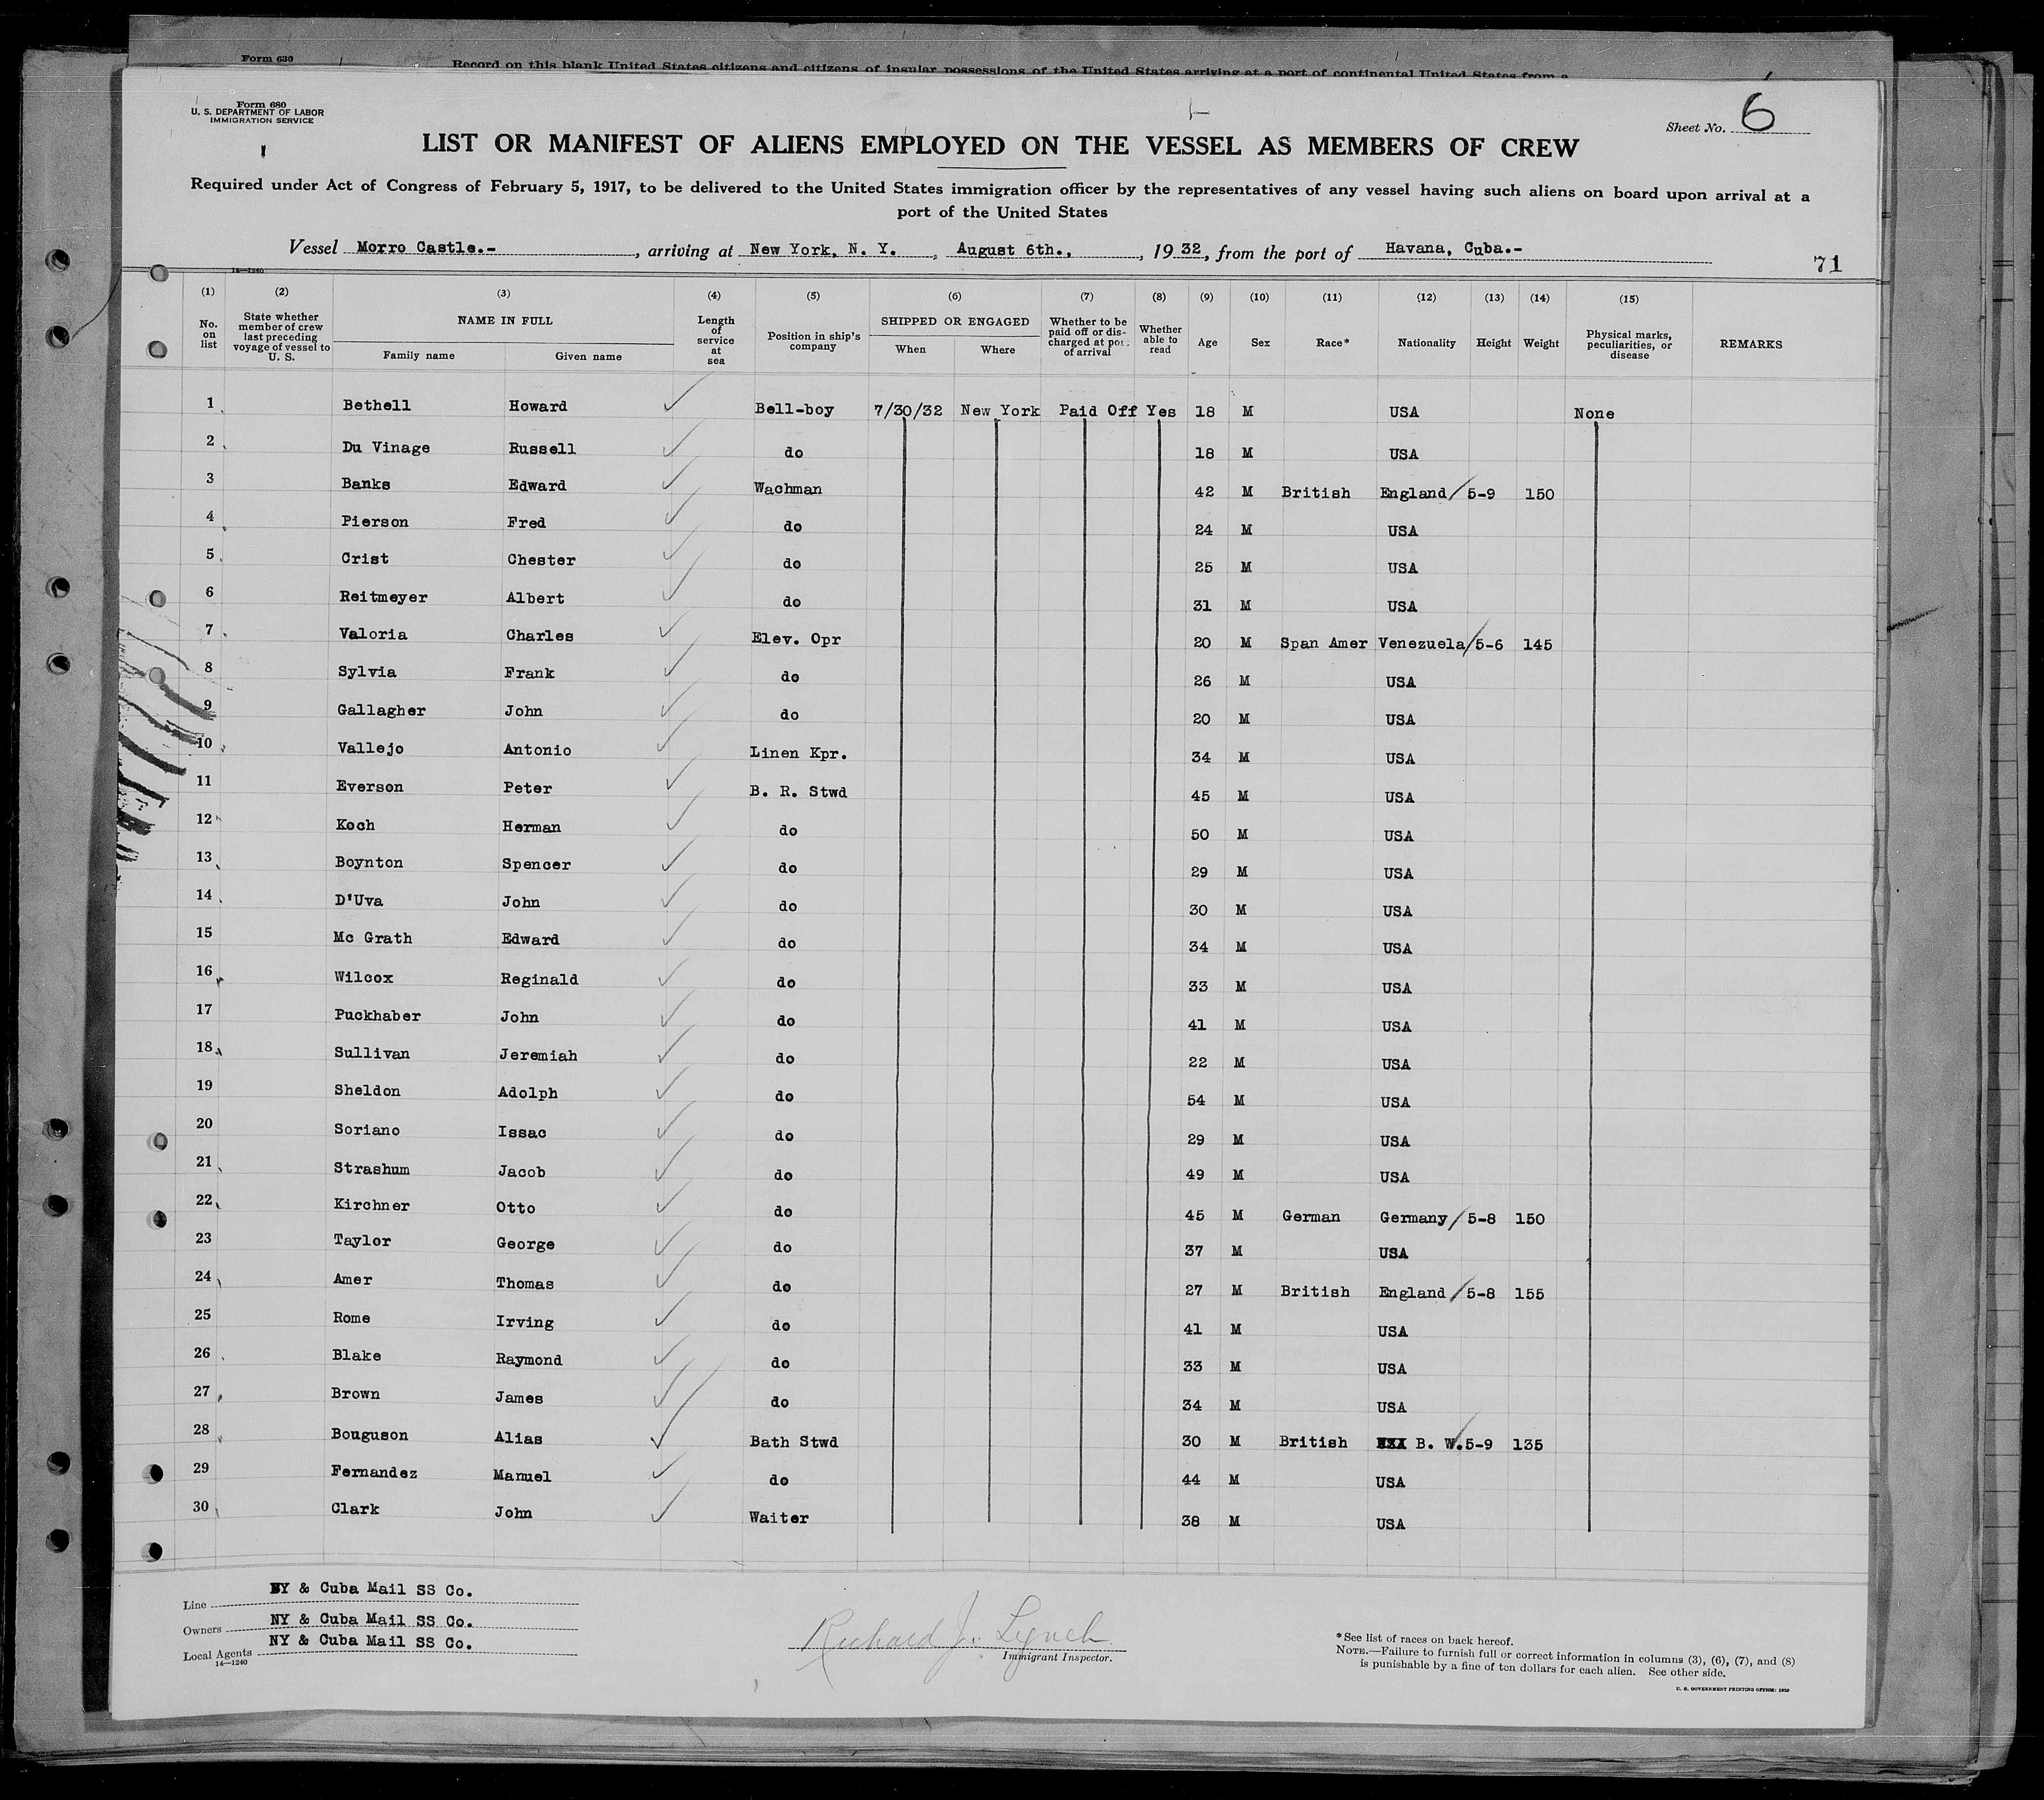 Form 630
Record on this blank United States citizens and citizens of insular possessions of the United States arriving at a port of continental United States from a
Form 680
U. S. DEPARTMENT OF LABOR
IMMIGRATION SERVICE
Sheet No. 6
LIST OR MANIFEST OF ALIENS EMPLOYED ON THE VESSEL AS MEMBERS OF CREW
Required under Act of Congress of February 5, 1917, to be delivered to the United States immigration officer by the representatives of any vessel having such aliens on board upon arrival at a
port of the United States
Vessel Morro Castle.- , arriving at New York, N. Y. , August 6th., , 19 32, from the port of Havana, Cuba.-
71
14—1240
(1) No. on list (2) State whether member of crew last preceding voyage of vessel to U. S. (3) NAME IN FULL Family name Given name (4) Length of service at sea (5) Position in ship's company (6) SHIPPED OR ENGAGED When Where (7) Whether to be paid off or discharged at port of arrival (8) Whether able to read (9) Age (10) Sex (11) Race* (12) Nationality (13) Height (14) Weight (15) Physical marks, peculiarities, or disease REMARKS
1 Bethell Howard ✓ Bell-boy 7/30/32 New York Paid Off Yes 18 M USA None
2 Du Vinage Russell ✓ do 18 M USA
3 Banks Edward ✓ Wachman 42 M British England / 5-9 150
4 Pierson Fred ✓ do 24 M USA
5 Crist Chester ✓ do 25 M USA
6 Reitmeyer Albert ✓ do 31 M USA
7 Valoria Charles ✓ Elev. Opr 20 M Span Amer Venezuela / 5-6 145
8 Sylvia Frank ✓ do 26 M USA
9 Gallagher John ✓ do 20 M USA
10 Vallejo Antonio ✓ Linen Kpr. 34 M USA
11 Everson Peter ✓ B. R. Stwd 45 M USA
12 Koch Herman ✓ do 50 M USA
13 Boynton Spencer ✓ do 29 M USA
14 D'Uva John ✓ do 30 M USA
15 Mc Grath Edward ✓ do 34 M USA
16 Wilcox Reginald ✓ do 33 M USA
17 Puckhaber John ✓ do 41 M USA
18 Sullivan Jeremiah ✓ do 22 M USA
19 Sheldon Adolph ✓ do 54 M USA
20 Soriano Issac ✓ do 29 M USA
21 Strashum Jacob ✓ do 49 M USA
22 Kirchner Otto ✓ do 45 M German Germany / 5-8 150
23 Taylor George ✓ do 37 M USA
24 Amer Thomas ✓ do 27 M British England / 5-8 155
25 Rome Irving ✓ do 41 M USA
26 Blake Raymond ✓ do 33 M USA
27 Brown James ✓ do 34 M USA
28 Bouguson Alias ✓ Bath Stwd 30 M British B. W. 5-9 135
29 Fernandez Manuel ✓ do 44 M USA
30 Clark John ✓ Waiter 38 M USA
Line NY & Cuba Mail SS Co.
Owners NY & Cuba Mail SS Co.
Local Agents NY & Cuba Mail SS Co.
14—1240
Richard J. Lynch
Immigrant Inspector.
*See list of races on back hereof.
NOTE.—Failure to furnish full or correct information in columns (3), (6), (7), and (8)
is punishable by a fine of ten dollars for each alien. See other side.
U. S. GOVERNMENT PRINTING OFFICE: